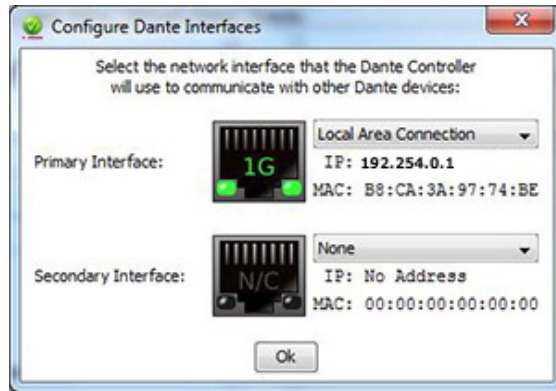 Configure Dante Interfaces
Select the network interface that the Dante Controller
will use to communicate with other Dante devices:
Primary Interface:
1G
Local Area Connection
IP: 192.254.0.1
MAC: B8:CA:3A:97:74:BE
Secondary Interface:
N/C
None
IP: No Address
MAC: 00:00:00:00:00:00
Ok